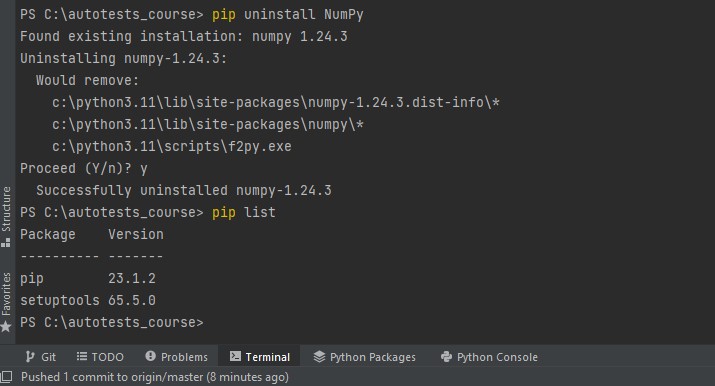 PS C:\autotests_course> pip uninstall NumPy
Found existing installation: numpy 1.24.3
Uninstalling numpy-1.24.3:
  Would remove:
    c:\python3.11\lib\site-packages\numpy-1.24.3.dist-info\*
    c:\python3.11\lib\site-packages\numpy\*
    c:\python3.11\scripts\f2py.exe
Proceed (Y/n)? y
  Successfully uninstalled numpy-1.24.3
PS C:\autotests_course> pip list
Package    Version
---------- -------
pip        23.1.2
setuptools 65.5.0
PS C:\autotests_course>
Structure
Favorites
Git TODO Problems Terminal Python Packages Python Console
Pushed 1 commit to origin/master (8 minutes ago)